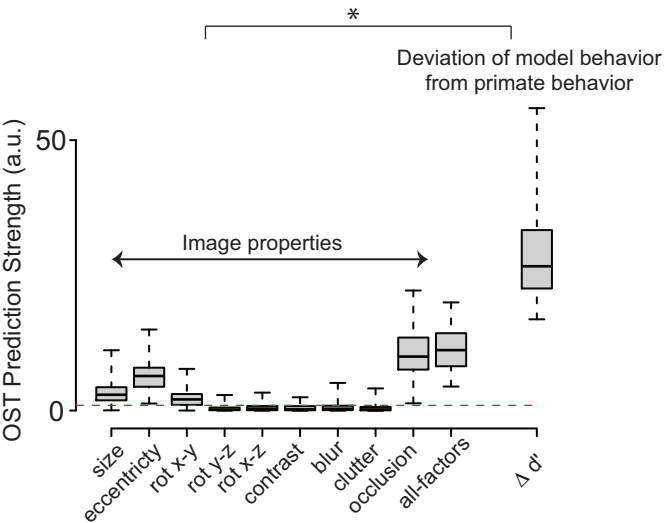 *
Deviation of model behavior
from primate behavior
OST Prediction Strength (a.u.)
50
Image properties
0
size
eccentricty
rot x-y
rot y-z
rot x-z
contrast
blur
clutter
occlusion
all-factors
Δ d'